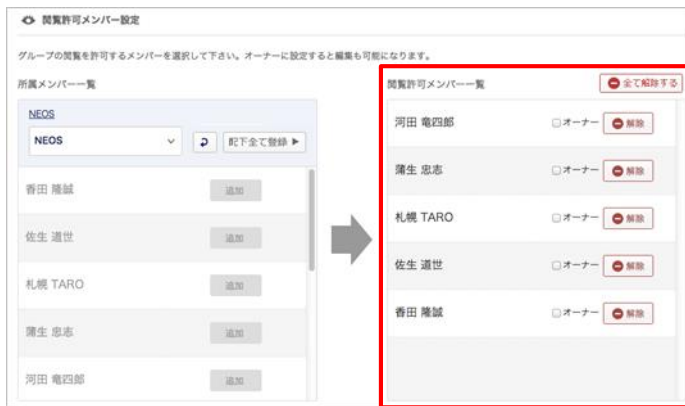 閲覧許可メンバー設定
グループの閲覧を許可するメンバーを選択して下さい。オーナーに設定すると編集も可能になります。
所属メンバー一覧
NEOS
NEOS
配下全て登録 ▶
香田 隆誠 追加
佐生 道世 追加
札幌 TARO 追加
蒲生 忠志 追加
河田 竜四郎 追加
閲覧許可メンバー一覧 全て解除する
河田 竜四郎 オーナー 解除
蒲生 忠志 オーナー 解除
札幌 TARO オーナー 解除
佐生 道世 オーナー 解除
香田 隆誠 オーナー 解除